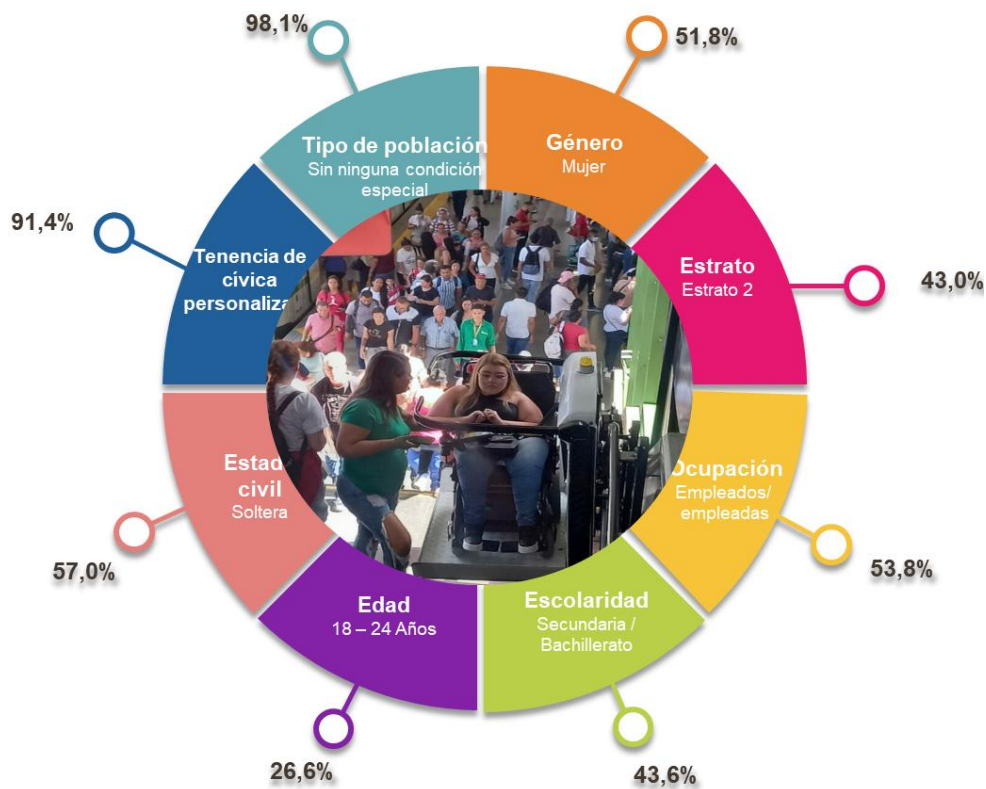 98,1%
Tipo de población
Sin ninguna condición
especial
51,8%
Género
Mujer
43,0%
Estrato
Estrato 2
53,8%
Ocupación
Empleados/
empleadas
43,6%
Escolaridad
Secundaria /
Bachillerato
26,6%
Edad
18 – 24 Años
57,0%
Estad
civil
Soltera
91,4%
Tenencia de
cívica
personaliza